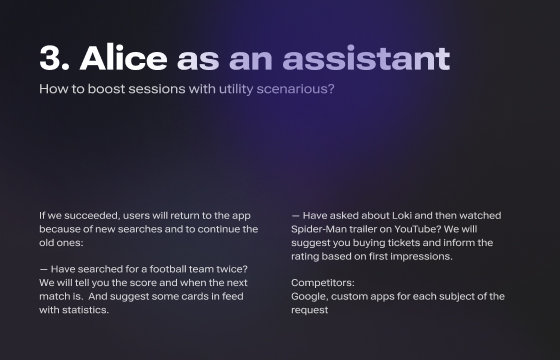 3. Alice as an assistant
How to boost sessions with utility scenarious?
If we succeeded, users will return to the app
because of new searches and to continue the
old ones:
— Have searched for a football team twice?
We will tell you the score and when the next
match is. And suggest some cards in feed
with statistics.
— Have asked about Loki and then watched
Spider-Man trailer on YouTube? We will
suggest you buying tickets and inform the
rating based on first impressions.
Competitors:
Google, custom apps for each subject of the
request